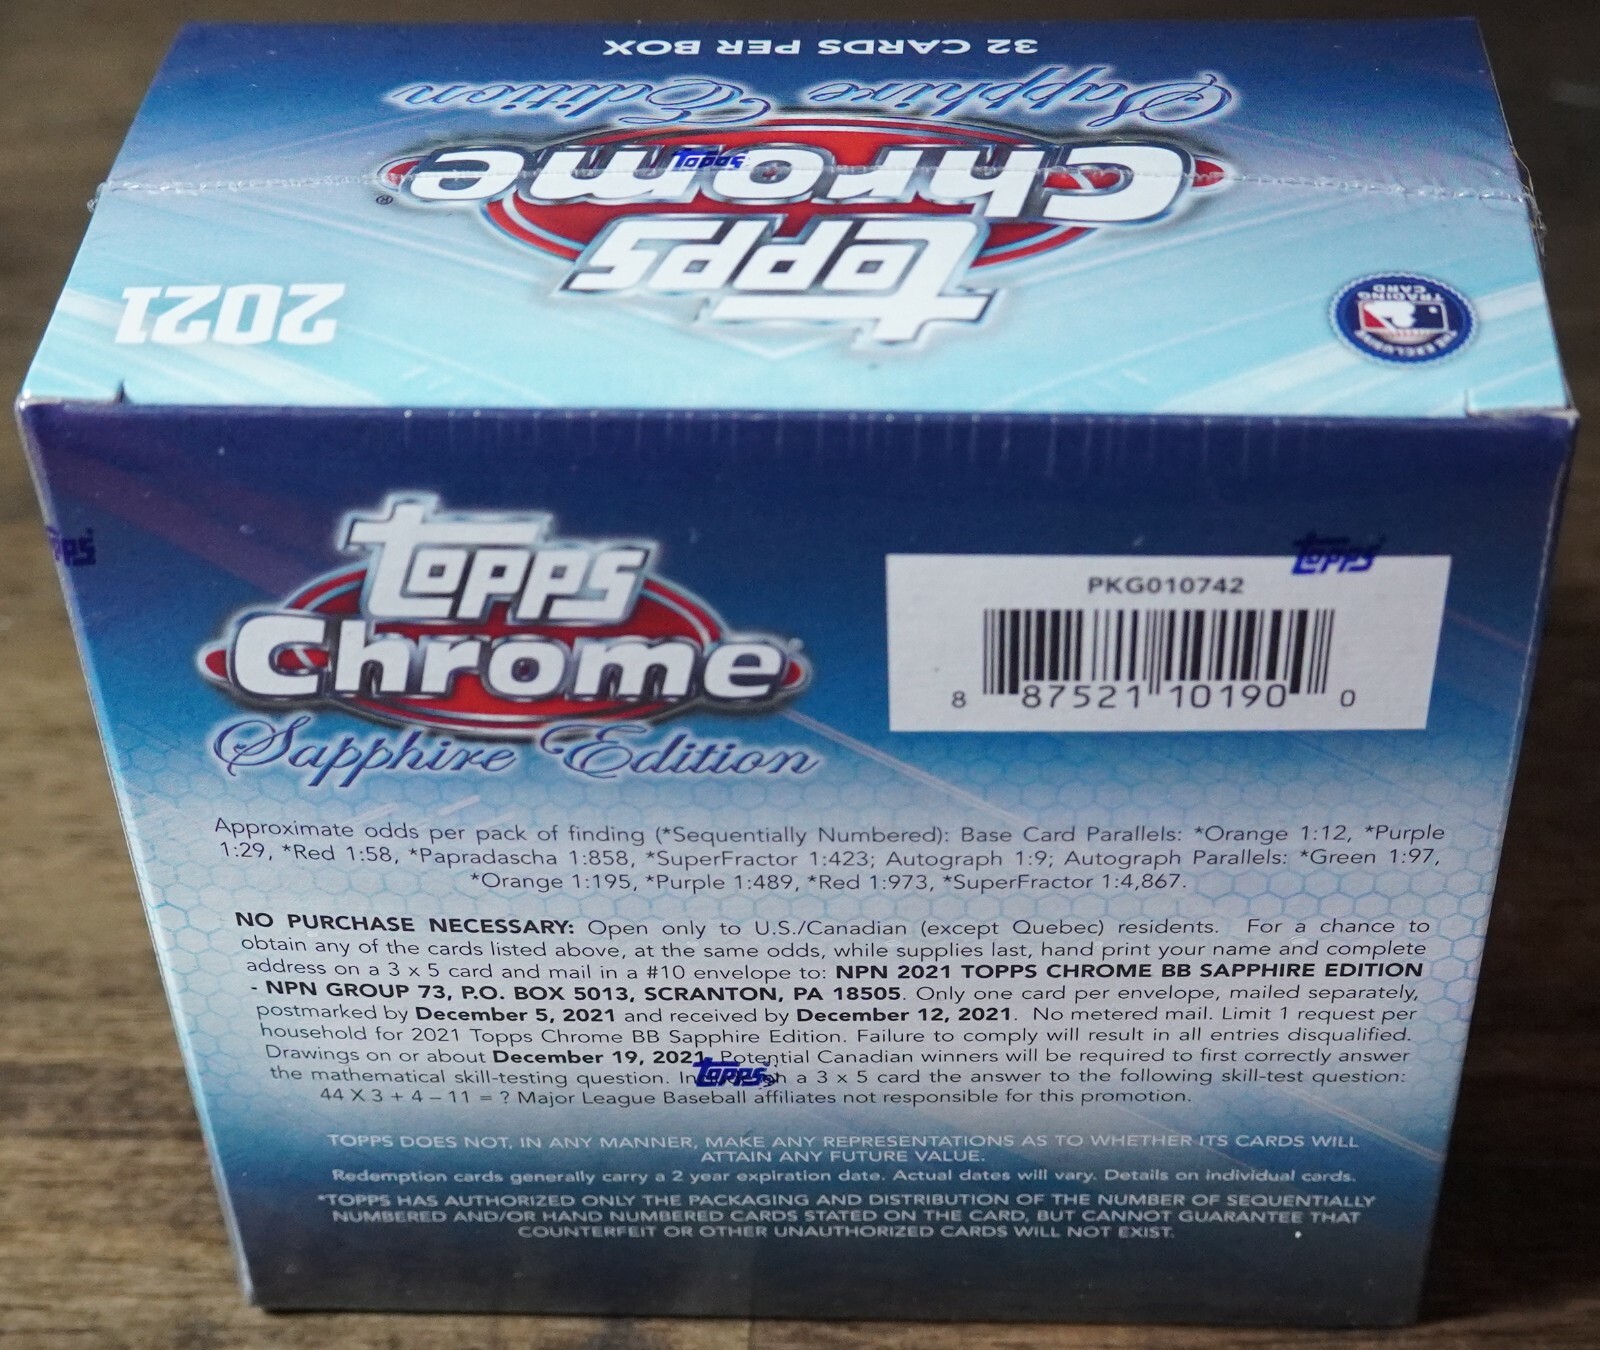 32 CARDS PER BOX
Sapphire Edition
Topps
Chrome®
Topps
2021
THE EXCLUSIVE
TRADING
CARD
Topps
Chrome
Sapphire Edition
Topps
PKG010742
8 87521 10190 0
Approximate odds per pack of finding (*Sequentially Numbered): Base Card Parallels: *Orange 1:12, *Purple
1:29, *Red 1:58, *Papradascha 1:858, *SuperFractor 1:423; Autograph 1:9; Autograph Parallels: *Green 1:97,
*Orange 1:195, *Purple 1:489, *Red 1:973, *SuperFractor 1:4,867.
NO PURCHASE NECESSARY: Open only to U.S./Canadian (except Quebec) residents. For a chance to
obtain any of the cards listed above, at the same odds, while supplies last, hand print your name and complete
address on a 3 x 5 card and mail in a #10 envelope to: NPN 2021 TOPPS CHROME BB SAPPHIRE EDITION
- NPN GROUP 73, P.O. BOX 5013, SCRANTON, PA 18505. Only one card per envelope, mailed separately,
postmarked by December 5, 2021 and received by December 12, 2021. No metered mail. Limit 1 request per
household for 2021 Topps Chrome BB Sapphire Edition. Failure to comply will result in all entries disqualified.
Drawings on or about December 19, 2021. Potential Canadian winners will be required to first correctly answer
the mathematical skill-testing question. a 3 x 5 card the answer to the following skill-test question:
Topps
44 X 3 + 4 – 11 = ? Major League Baseball affiliates not responsible for this promotion.
TOPPS DOES NOT, IN ANY MANNER, MAKE ANY REPRESENTATIONS AS TO WHETHER ITS CARDS WILL
ATTAIN ANY FUTURE VALUE.
Redemption cards generally carry a 2 year expiration date. Actual dates will vary. Details on individual cards.
*TOPPS HAS AUTHORIZED ONLY THE PACKAGING AND DISTRIBUTION OF THE NUMBER OF SEQUENTIALLY
NUMBERED AND/OR HAND NUMBERED CARDS STATED ON THE CARD, BUT CANNOT GUARANTEE THAT
COUNTERFEIT OR OTHER UNAUTHORIZED CARDS WILL NOT EXIST.